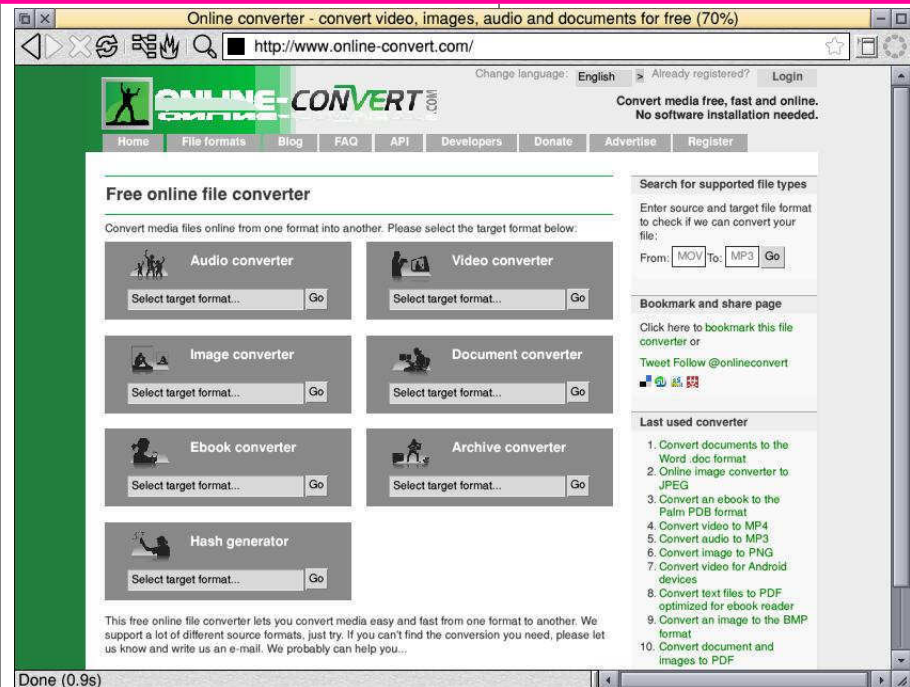 Online converter - convert video, images, audio and documents for free (70%)
http://www.online-convert.com/
Change language: English > Already registered? Login
ONLINE-CONVERT.COM
Convert media free, fast and online.
No software installation needed.
Home File formats Blog FAQ API Developers Donate Advertise Register
Free online file converter
Convert media files online from one format into another. Please select the target format below:
Audio converter
Select target format... Go
Video converter
Select target format... Go
Image converter
Select target format... Go
Document converter
Select target format... Go
Ebook converter
Select target format... Go
Archive converter
Select target format... Go
Hash generator
Select target format... Go
This free online file converter lets you convert media easy and fast from one format to another. We
support a lot of different source formats, just try. If you can't find the conversion you need, please let
us know and write us an e-mail. We probably can help you...
Search for supported file types
Enter source and target file format
to check if we can convert your
file:
From: MOV To: MP3 Go
Bookmark and share page
Click here to bookmark this file
converter or
Tweet Follow @onlineconvert
Last used converter
1. Convert documents to the
Word .doc format
2. Online image converter to
JPEG
3. Convert an ebook to the
Palm PDB format
4. Convert video to MP4
5. Convert audio to MP3
6. Convert image to PNG
7. Convert video for Android
devices
8. Convert text files to PDF
optimized for ebook reader
9. Convert an image to the BMP
format
10. Convert document and
images to PDF
Done (0.9s)